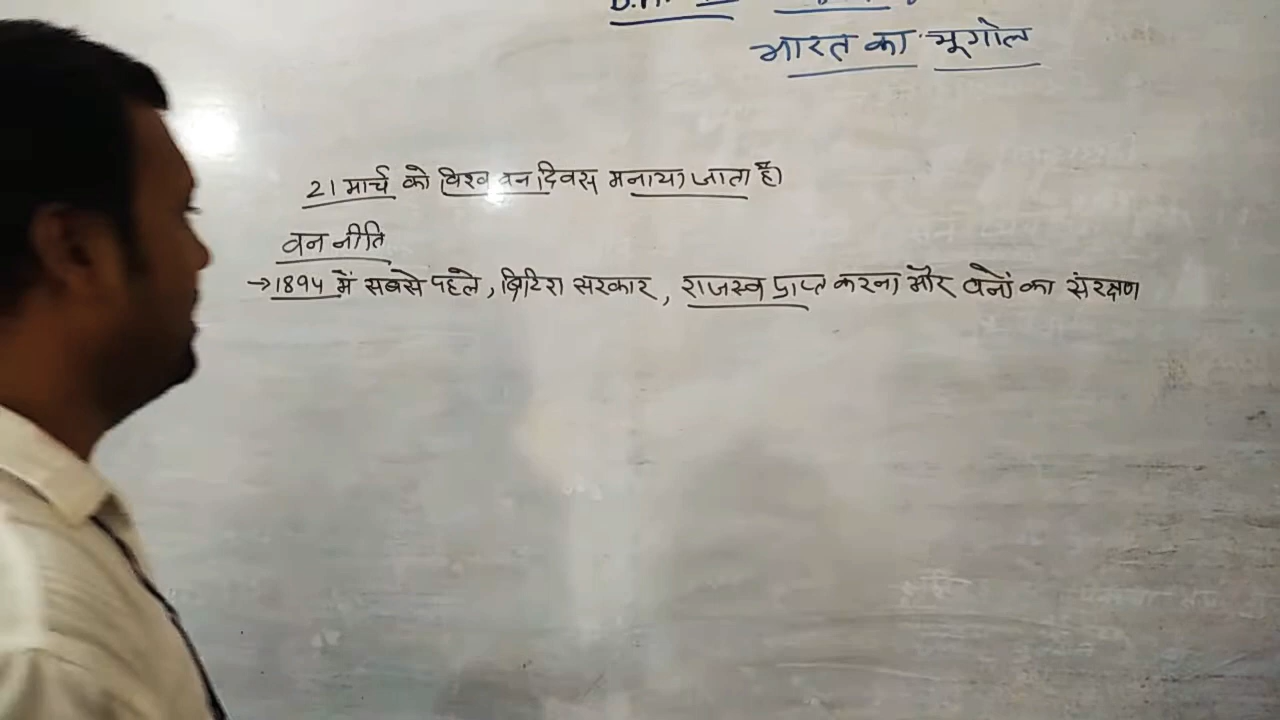 भारत का भूगोल
21 मार्च को विश्व वन दिवस मनाया जाता है।
वन नीति
→ 1894 में सबसे पहले, ब्रिटिश सरकार, राजस्व प्राप्त करना और वनों का संरक्षण